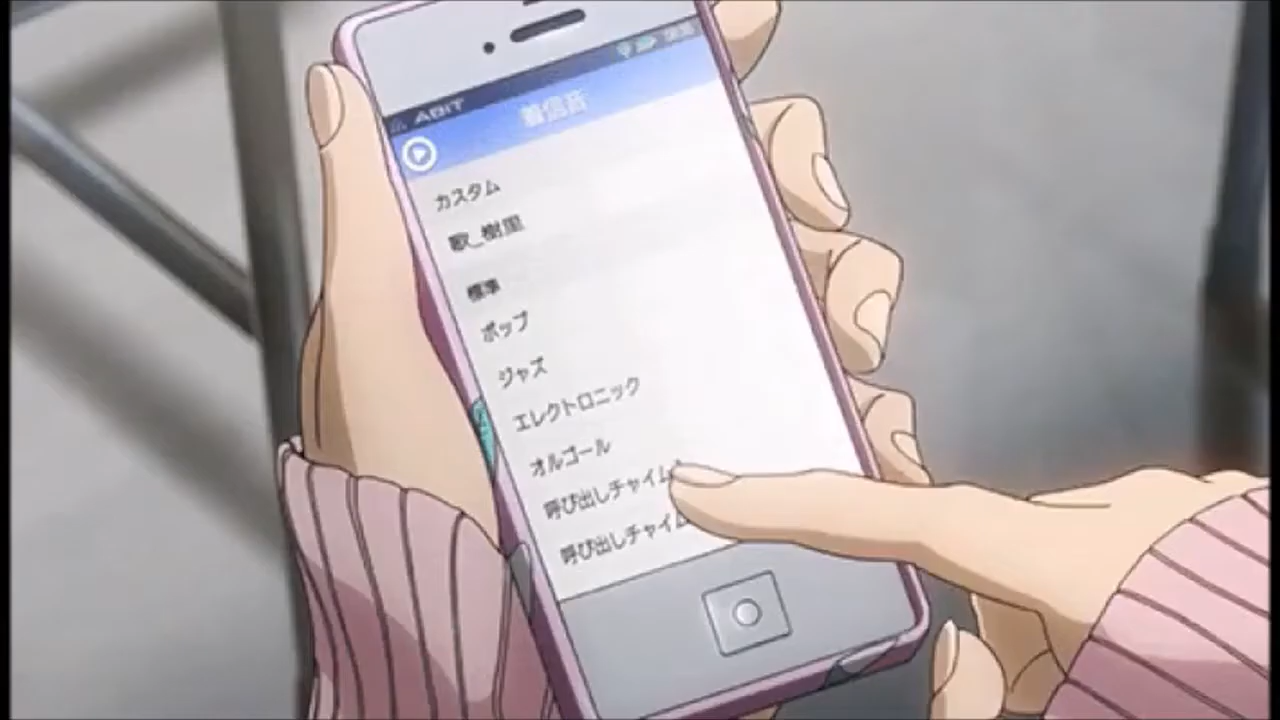 ABIT
着信音
カスタム
歌_樹里
標準
ポップ
ジャズ
エレクトロニック
オルゴール
呼び出しチャイム
呼び出しチャイム